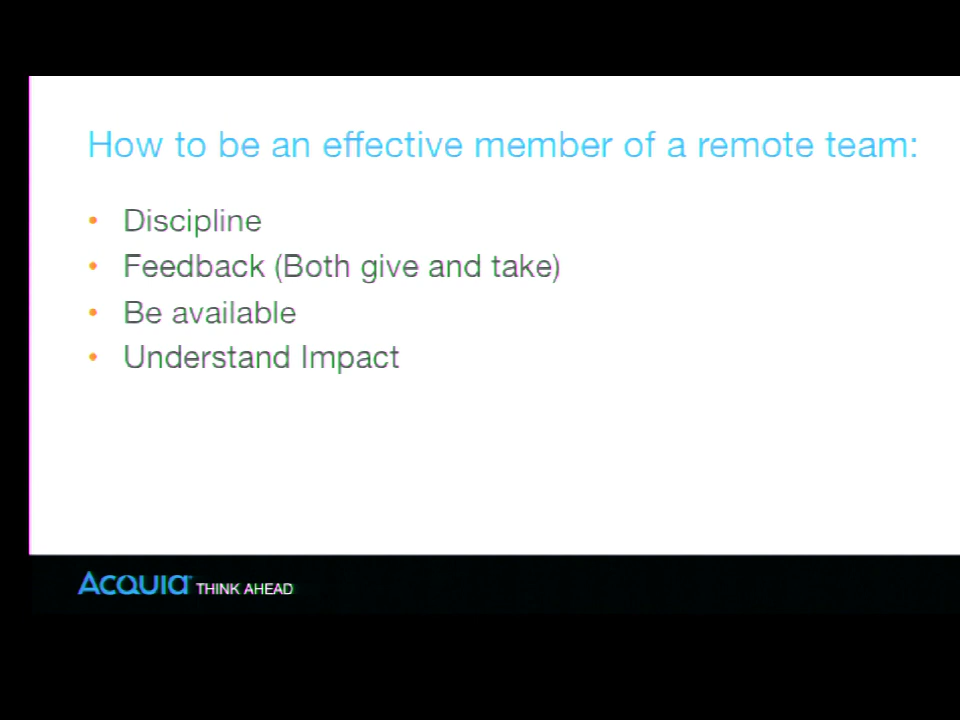 How to be an effective member of a remote team:
• Discipline
• Feedback (Both give and take)
• Be available
• Understand Impact
Acquia THINK AHEAD